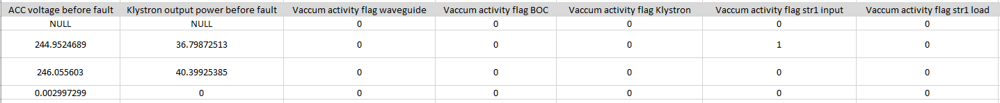 ACC voltage before fault Klystron output power before fault Vaccum activity flag waveguide Vaccum activity flag BOC Vaccum activity flag Klystron Vaccum activity flag str1 input Vaccum activity flag str1 load
NULL NULL 0 0 0 0 0
244.9524689 36.79872513 0 0 0 1 0
246.055603 40.39925385 0 0 0 0 0
0.002997299 0 0 0 0 0 0